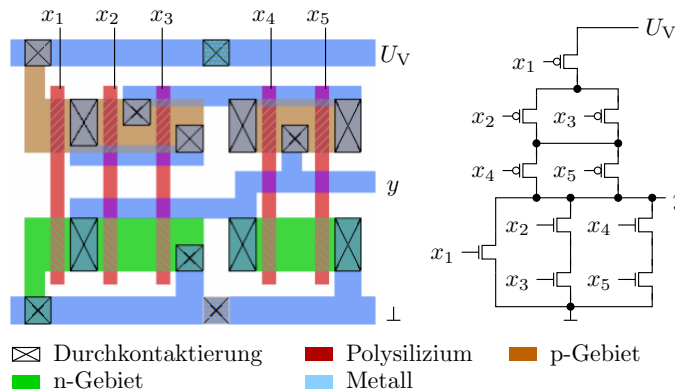 x₁ x₂ x₃ x₄ x₅
U_V
y
⊥
U_V
x₁
x₂ x₃
x₄ x₅
x₂ x₄
x₁
x₃ x₅
Durchkontaktierung Polysilizium p-Gebiet
n-Gebiet Metall